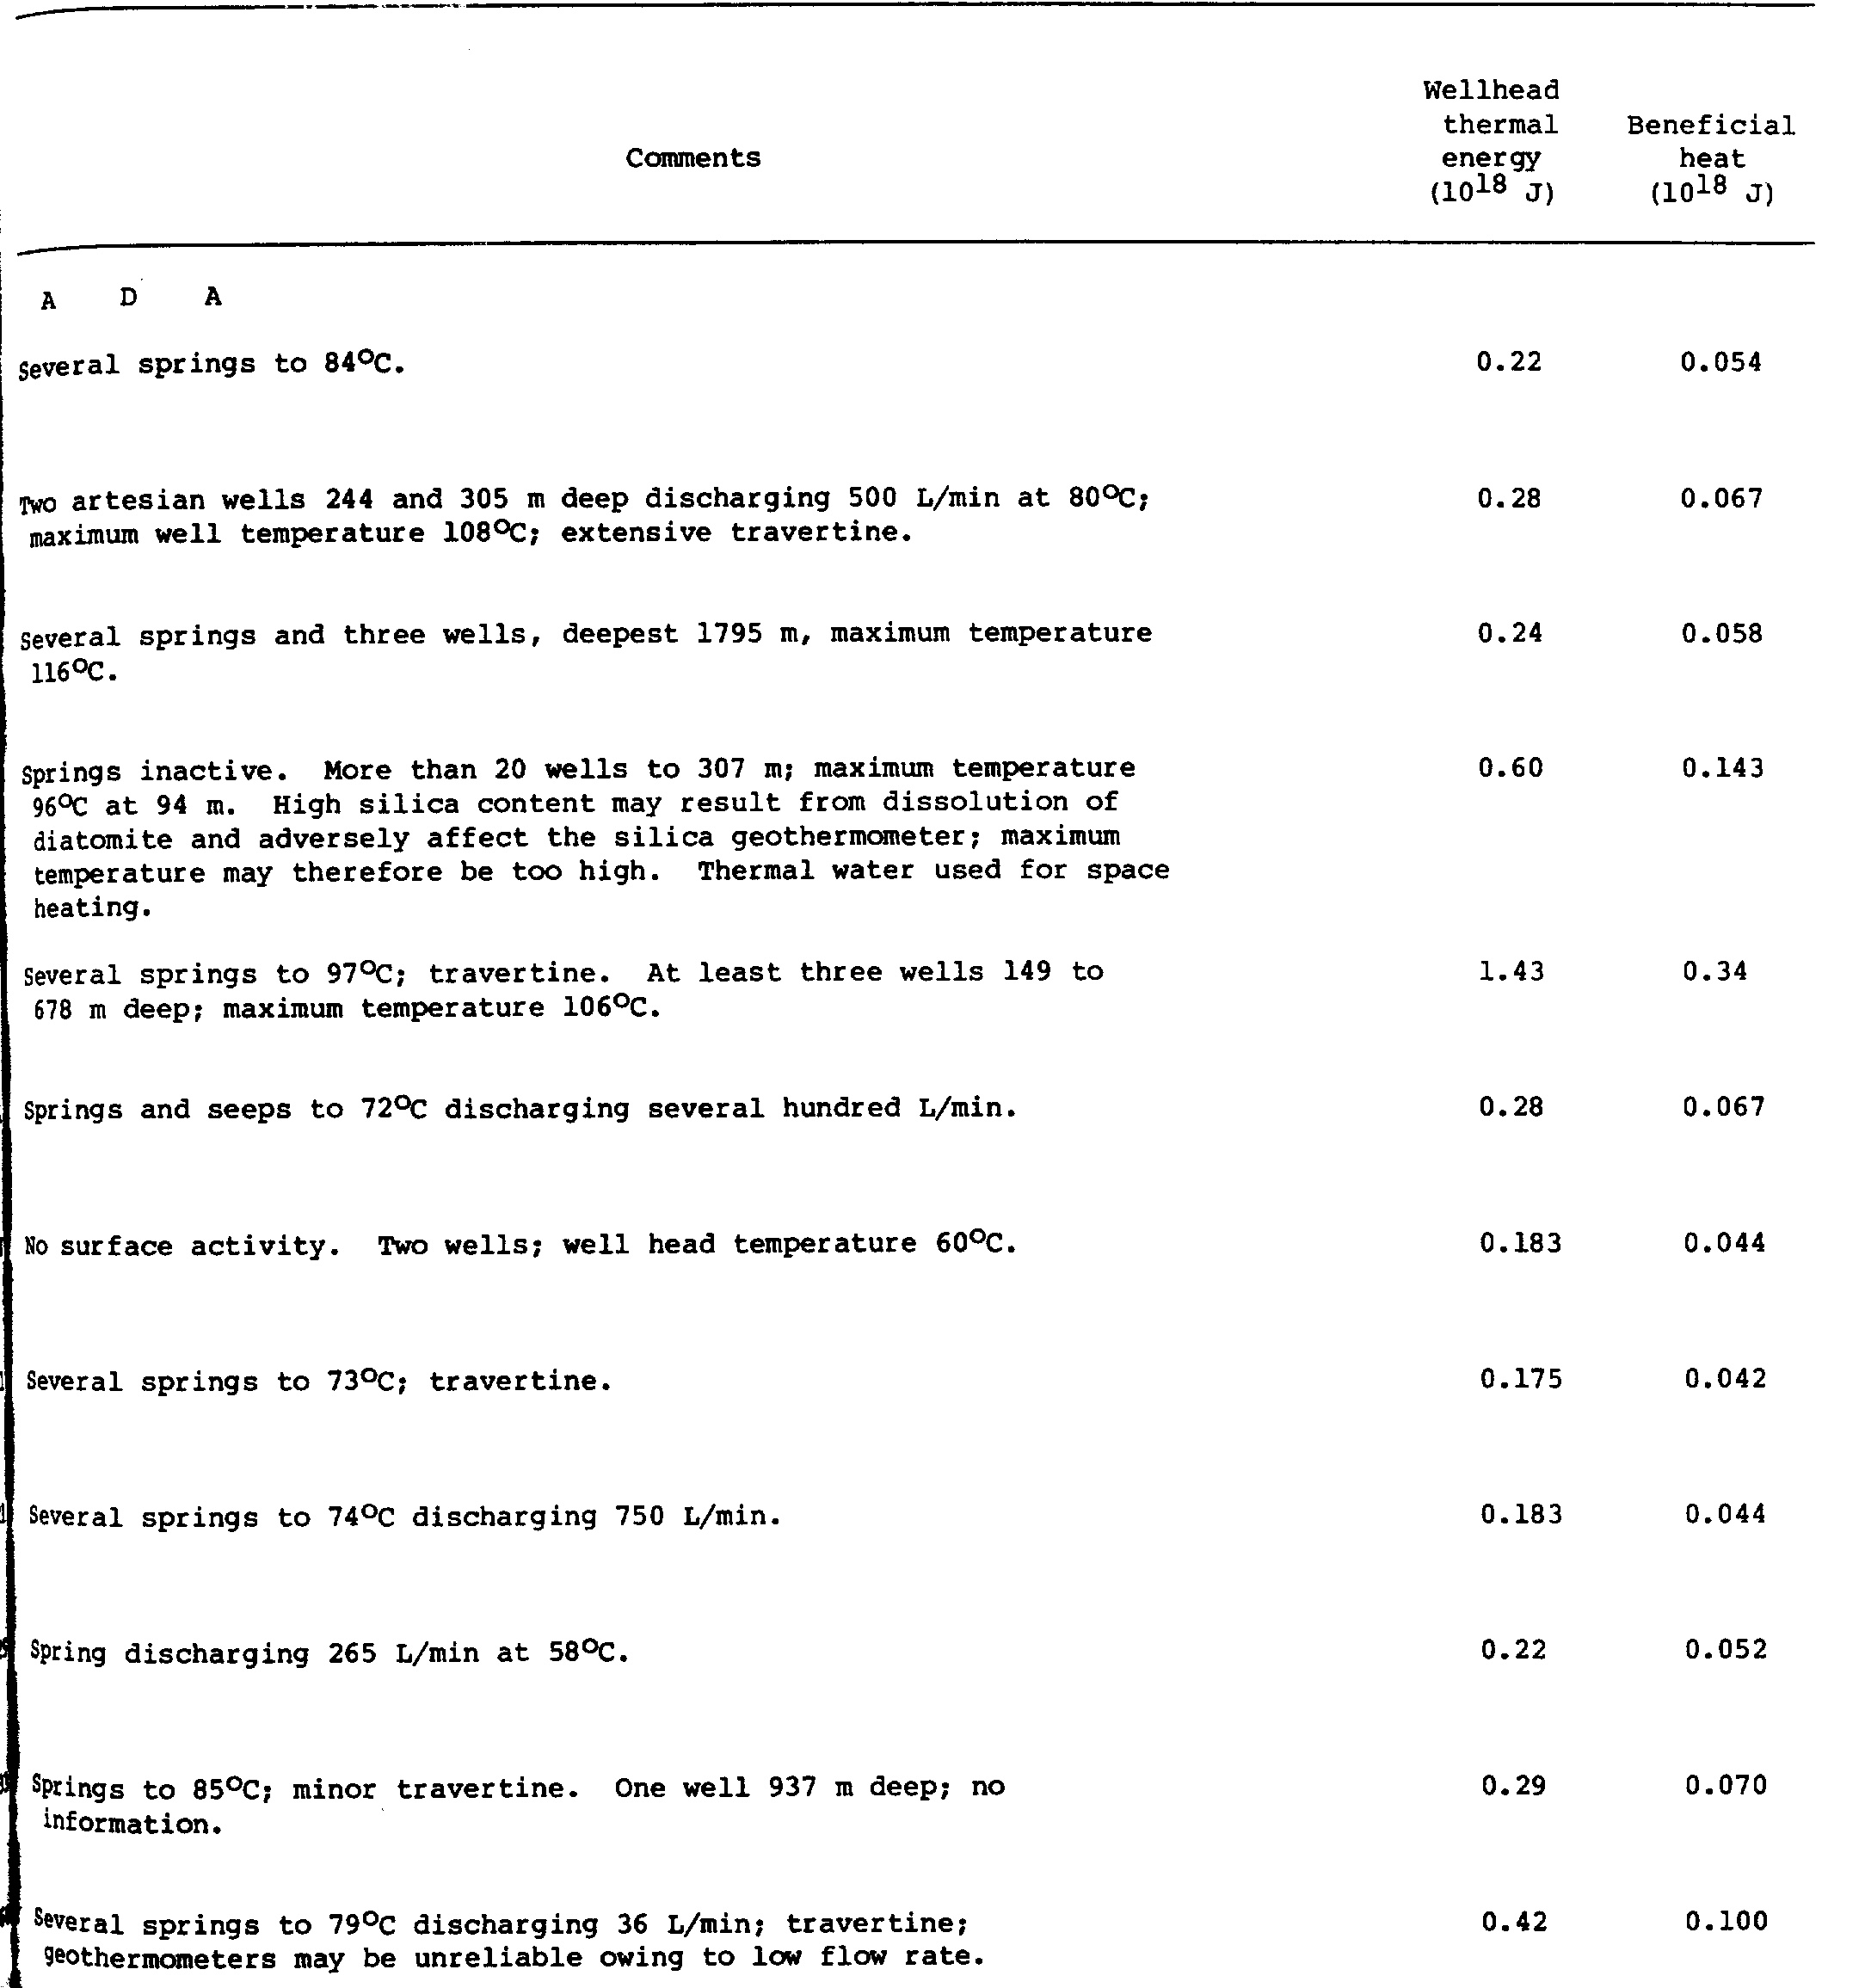 Wellhead
thermal Beneficial
Comments energy heat
(10^18 J) (10^18 J)
A D A
Several springs to 84°C. 0.22 0.054
Two artesian wells 244 and 305 m deep discharging 500 L/min at 80°C; 0.28 0.067
maximum well temperature 108°C; extensive travertine.
Several springs and three wells, deepest 1795 m, maximum temperature 0.24 0.058
116°C.
Springs inactive. More than 20 wells to 307 m; maximum temperature 0.60 0.143
96°C at 94 m. High silica content may result from dissolution of
diatomite and adversely affect the silica geothermometer; maximum
temperature may therefore be too high. Thermal water used for space
heating.
Several springs to 97°C; travertine. At least three wells 149 to 1.43 0.34
678 m deep; maximum temperature 106°C.
Springs and seeps to 72°C discharging several hundred L/min. 0.28 0.067
No surface activity. Two wells; well head temperature 60°C. 0.183 0.044
Several springs to 73°C; travertine. 0.175 0.042
Several springs to 74°C discharging 750 L/min. 0.183 0.044
Spring discharging 265 L/min at 58°C. 0.22 0.052
Springs to 85°C; minor travertine. One well 937 m deep; no 0.29 0.070
information.
Several springs to 79°C discharging 36 L/min; travertine; 0.42 0.100
geothermometers may be unreliable owing to low flow rate.